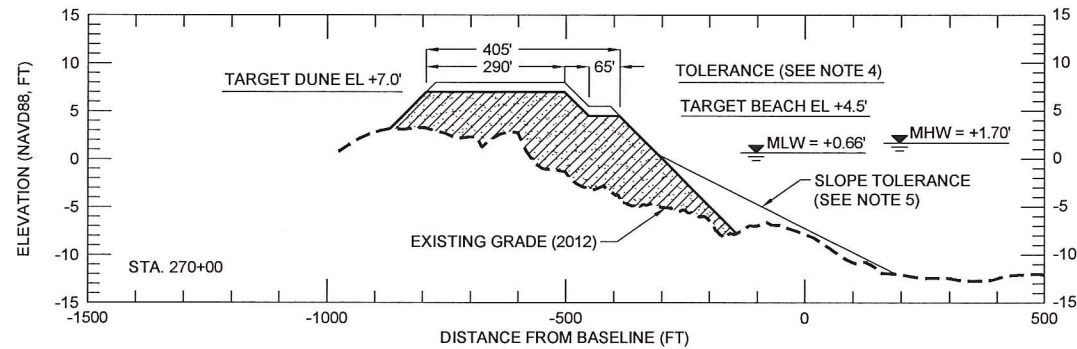 405'
290'
65'
TARGET DUNE EL +7.0'
TOLERANCE (SEE NOTE 4)
TARGET BEACH EL +4.5'
MLW = +0.66'
MHW = +1.70'
SLOPE TOLERANCE
(SEE NOTE 5)
EXISTING GRADE (2012)
STA. 270+00
ELEVATION (NAVD88, FT)
15
10
5
0
-5
-10
-15
15
10
5
0
-5
-10
-15
-1500
-1000
-500
0
500
DISTANCE FROM BASELINE (FT)